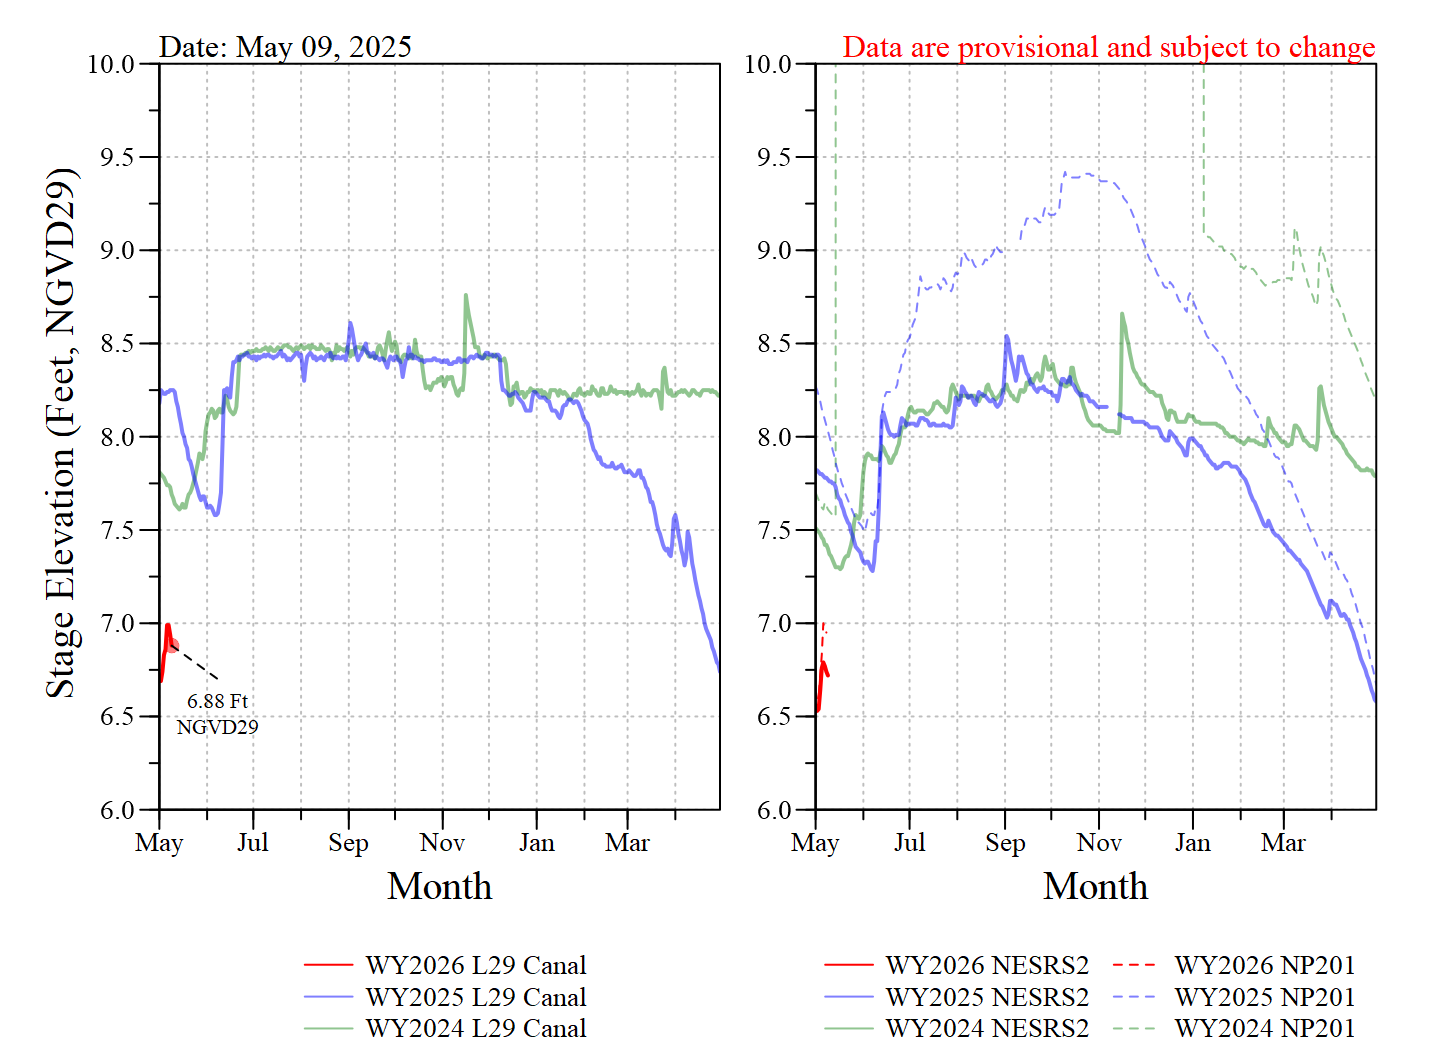 Date: May 09, 2025
Data are provisional and subject to change
Stage Elevation (Feet, NGVD29)
10.0
9.5
9.0
8.5
8.0
7.5
7.0
6.5
6.0
6.88 Ft
NGVD29
May Jul Sep Nov Jan Mar
Month
10.0
9.5
9.0
8.5
8.0
7.5
7.0
6.5
6.0
May Jul Sep Nov Jan Mar
Month
WY2026 L29 Canal
WY2025 L29 Canal
WY2024 L29 Canal
WY2026 NESRS2 WY2026 NP201
WY2025 NESRS2 WY2025 NP201
WY2024 NESRS2 WY2024 NP201